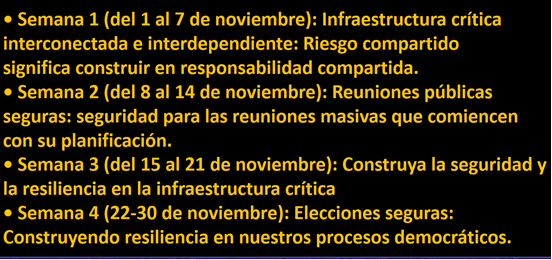 • Semana 1 (del 1 al 7 de noviembre): Infraestructura crítica
interconectada e interdependiente: Riesgo compartido
significa construir en responsabilidad compartida.
• Semana 2 (del 8 al 14 de noviembre): Reuniones públicas
seguras: seguridad para las reuniones masivas que comiencen
con su planificación.
• Semana 3 (del 15 al 21 de noviembre): Construya la seguridad y
la resiliencia en la infraestructura crítica
• Semana 4 (22-30 de noviembre): Elecciones seguras:
Construyendo resiliencia en nuestros procesos democráticos.